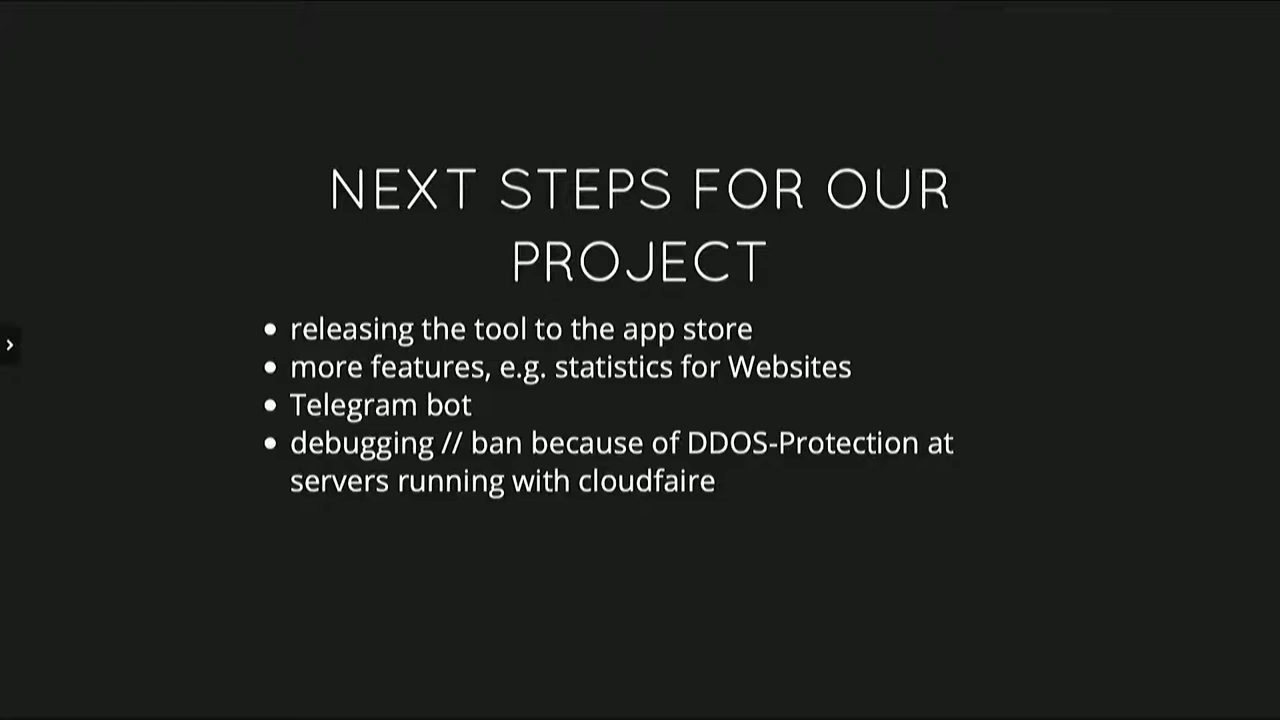 NEXT STEPS FOR OUR
PROJECT
• releasing the tool to the app store
• more features, e.g. statistics for Websites
• Telegram bot
• debugging // ban because of DDOS-Protection at
servers running with cloudfaire